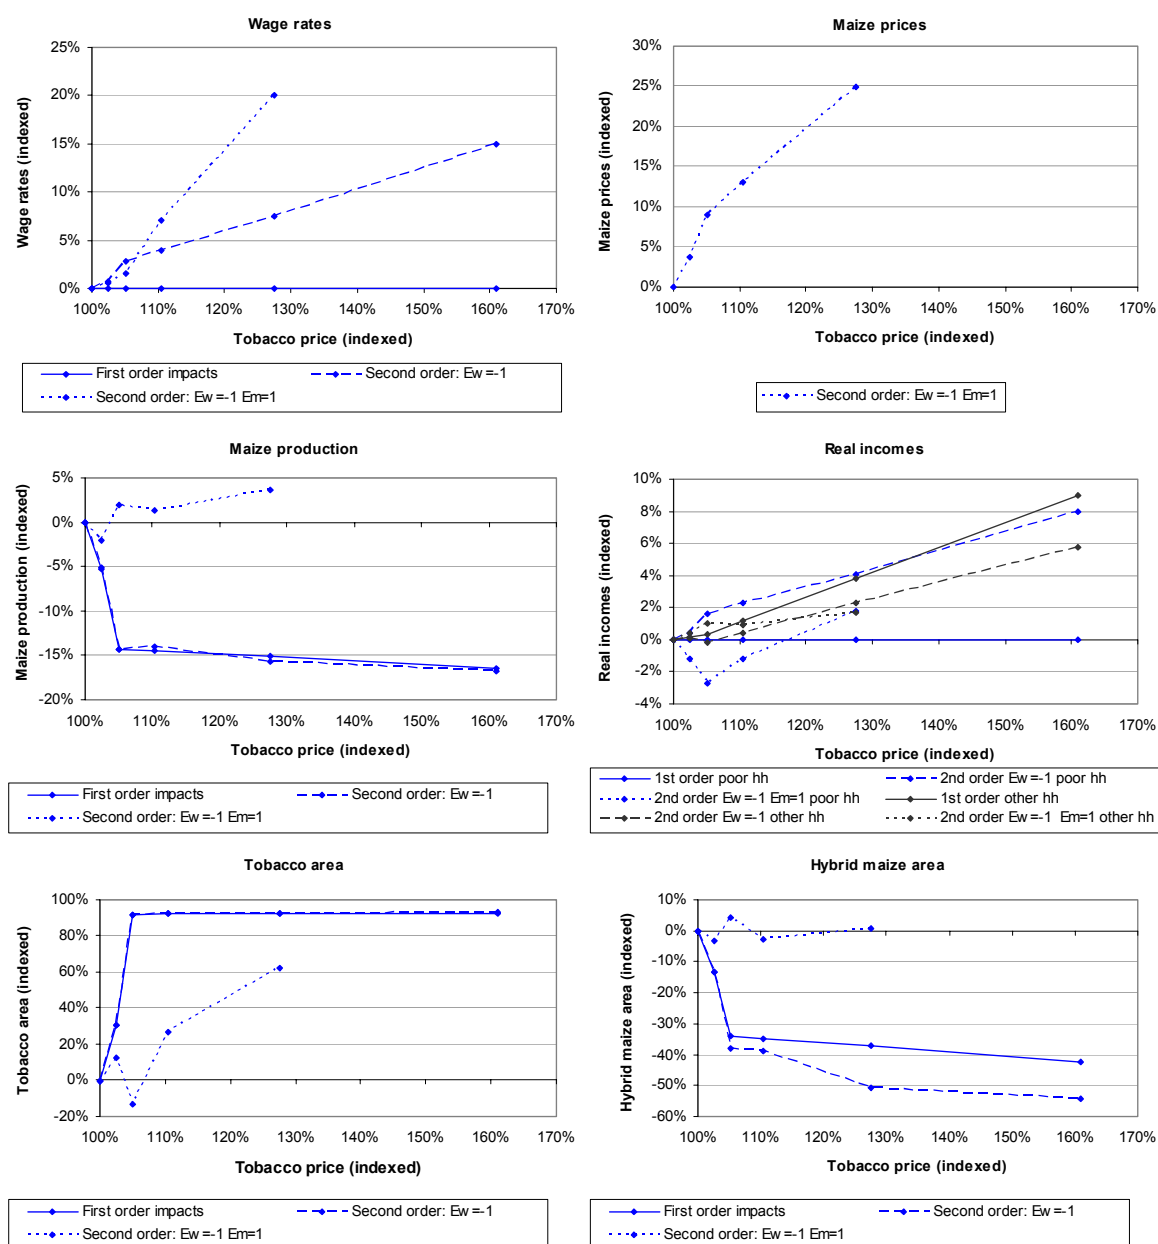 Wage rates
25%
20%
15%
10%
5%
0%
Wage rates (indexed)
100% 110% 120% 130% 140% 150% 160% 170%
Tobacco price (indexed)
First order impacts Second order: Ew =-1
Second order: Ew =-1 Em=1
Maize prices
30%
25%
20%
15%
10%
5%
0%
Maize prices (indexed)
100% 110% 120% 130% 140% 150% 160% 170%
Tobacco price (indexed)
Second order: Ew =-1 Em=1
Maize production
5%
0%
-5%
-10%
-15%
-20%
Maize production (indexed)
100% 110% 120% 130% 140% 150% 160% 170%
Tobacco price (indexed)
First order impacts Second order: Ew =-1
Second order: Ew =-1 Em=1
Real incomes
10%
8%
6%
4%
2%
0%
-2%
-4%
Real incomes (indexed)
100% 110% 120% 130% 140% 150% 160% 170%
Tobacco price (indexed)
1st order poor hh 2nd order Ew =-1 poor hh
2nd order Ew =-1 Em=1 poor hh 1st order other hh
2nd order Ew =-1 other hh 2nd order Ew =-1 Em=1 other hh
Tobacco area
100%
80%
60%
40%
20%
0%
-20%
Tobacco area (indexed)
100% 110% 120% 130% 140% 150% 160% 170%
Tobacco price (indexed)
First order impacts Second order: Ew =-1
Second order: Ew =-1 Em=1
Hybrid maize area
10%
0%
-10%
-20%
-30%
-40%
-50%
-60%
Hybrid maize area (indexed)
100% 110% 120% 130% 140% 150% 160% 170%
Tobacco price (indexed)
First order impacts Second order: Ew =-1
Second order: Ew =-1 Em=1